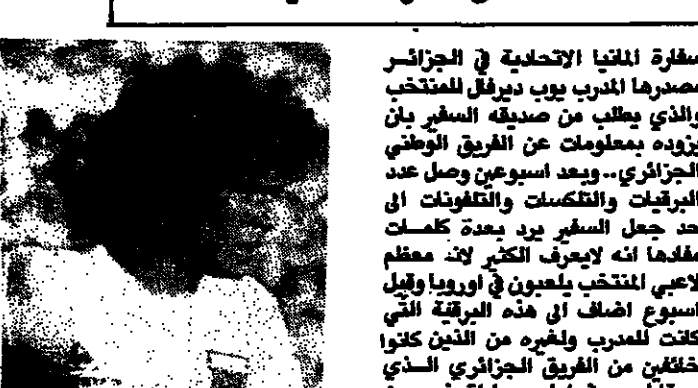 سفارة المانيا الاتحادية في الجزائر
مصدرها المدرب يوب ديرفال للمنتخب
والذي يطلب من صديقه السفير بان
يزوده بمعلومات عن الفريق الوطني
الجزائري.. وبعد اسبوعين وصل عدد
البرقيات والتلكسات والتلفونات الى
حد جعل السفير يرد بعدة كلمات
مفادها انه لايعرف الكثير لانه معظم
لاعبي المنتخب يلعبون في اوروبا وقبل
اسبوع اضاف الى هذه البرقية التي
كانت للمدرب ولغيره من الذين كانوا
خائفين من الفريق الجزائري الذي